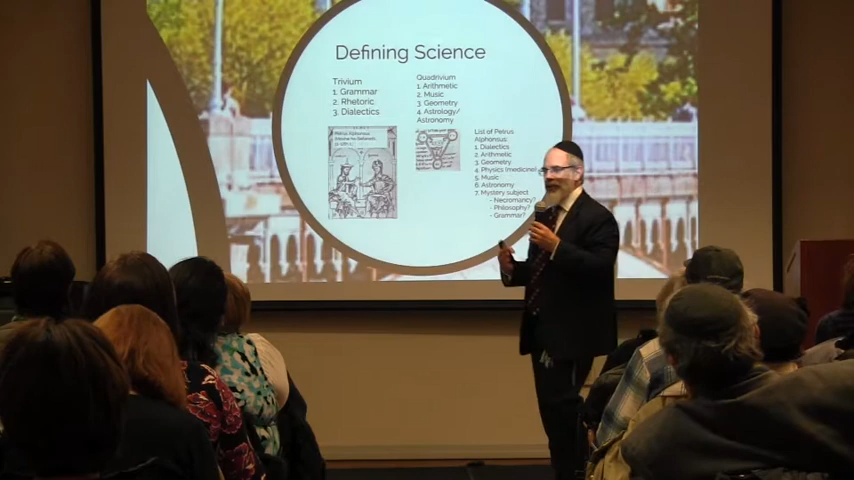 Defining Science
Trivium
1. Grammar
2. Rhetoric
3. Dialectics
Quadrivium
1. Arithmetic
2. Music
3. Geometry
4. Astrology/
Astronomy
List of Petrus
Alphonsus:
1. Dialectics
2. Arithmetic
3. Geometry
4. Physics (medicine)
5. Music
6. Astronomy
7. Mystery subject
- Necromancy?
- Philosophy?
- Grammar?